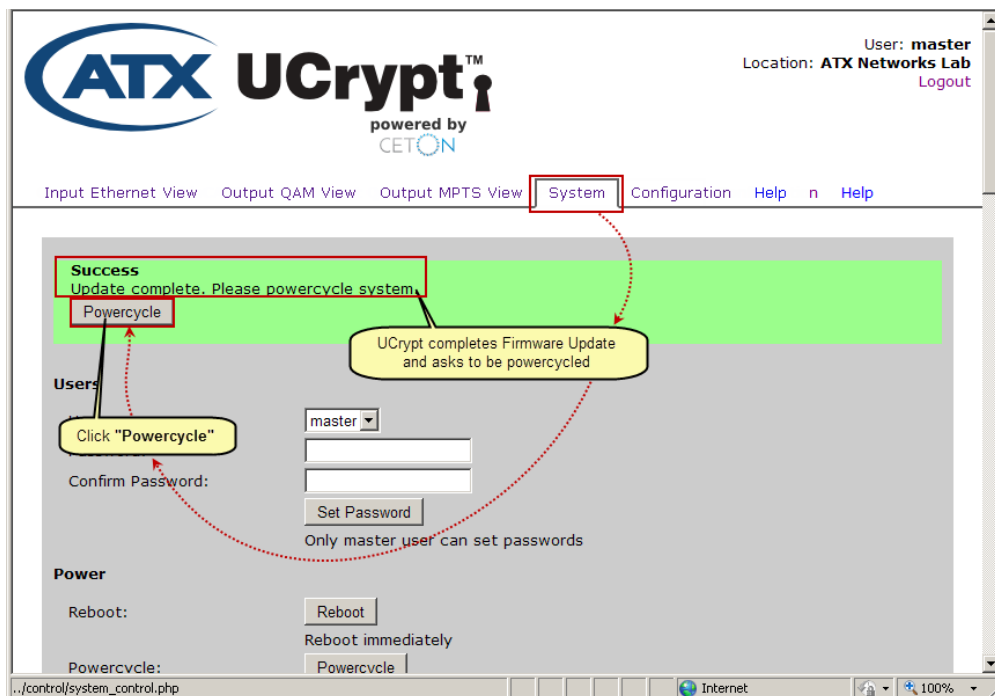 ATX UCrypt™
powered by
CETON
User: master
Location: ATX Networks Lab
Logout
Input Ethernet View Output QAM View Output MPTS View System Configuration Help n Help
Success
Update complete. Please powercycle system.
Powercycle
UCrypt completes Firmware Update
and asks to be powercycled
Users
master
Click "Powercycle"
Confirm Password:
Set Password
Only master user can set passwords
Power
Reboot: Reboot
Reboot immediately
Powercycle: Powercycle
../control/system_control.php Internet 100%